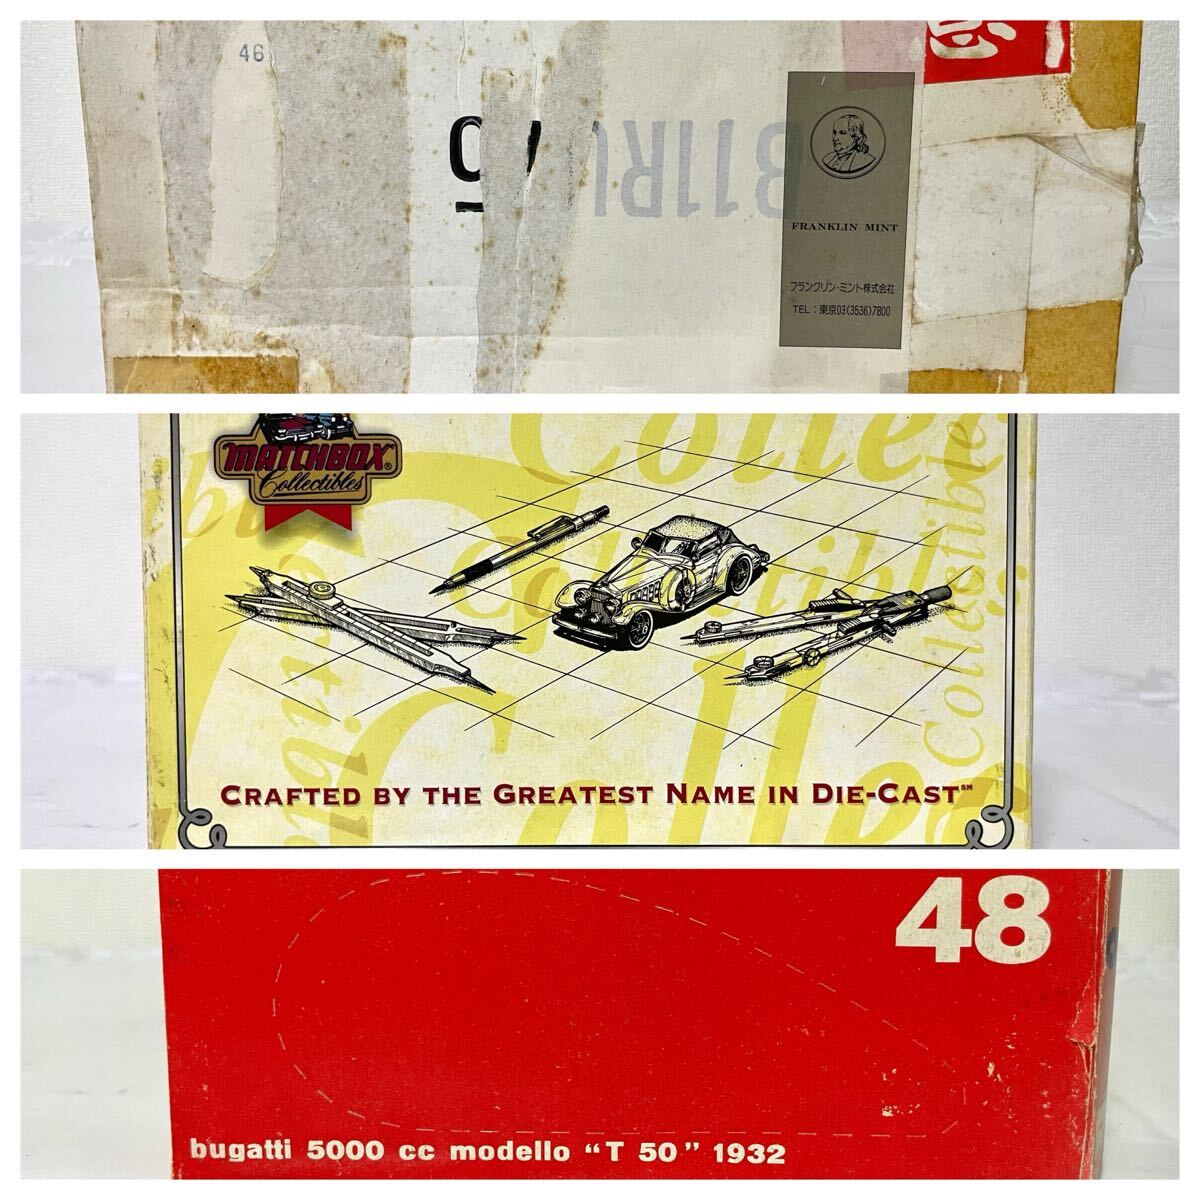 46
FRANKLIN MINT
フランクリン・ミント株式会社
TEL：東京03(3536)7800
MATCHBOX®
Collectibles
Collectible
CRAFTED BY THE GREATEST NAME IN DIE-CAST℠
48
bugatti 5000 cc modello “T 50” 1932